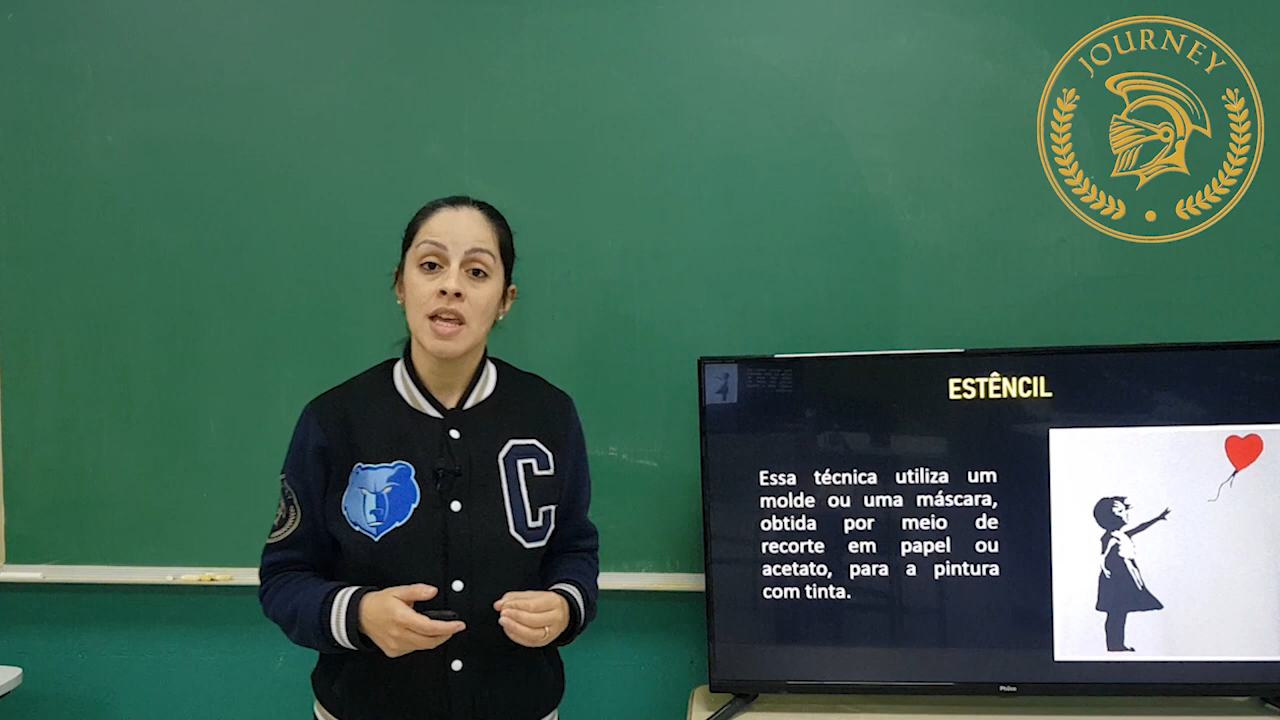 JOURNEY
C
ESTÊNCIL
Essa técnica utiliza um
molde ou uma máscara,
obtida por meio de
recorte em papel ou
acetato, para a pintura
com tinta.
Philco